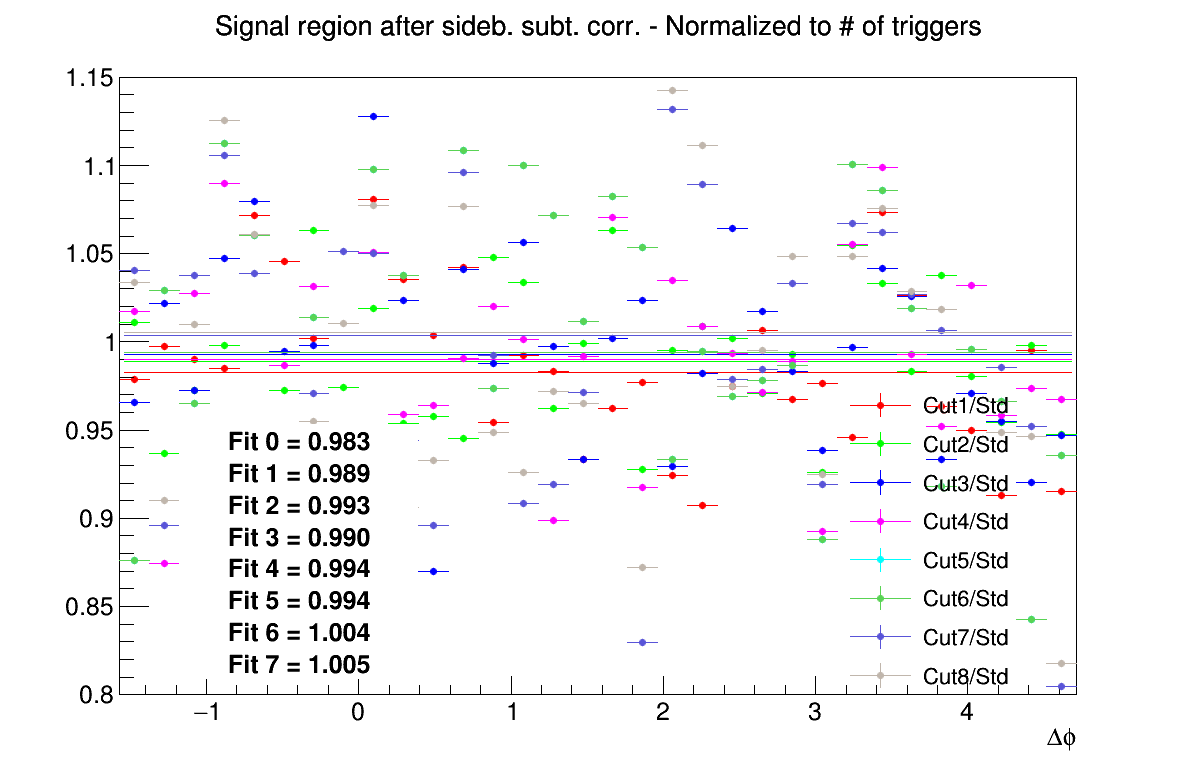 Signal region after sideb. subt. corr. - Normalized to # of triggers
1.15
1.1
1.05
1
0.95
0.9
0.85
0.8
Fit 0 = 0.983
Fit 1 = 0.989
Fit 2 = 0.993
Fit 3 = 0.990
Fit 4 = 0.994
Fit 5 = 0.994
Fit 6 = 1.004
Fit 7 = 1.005
Cut1/Std
Cut2/Std
Cut3/Std
Cut4/Std
Cut5/Std
Cut6/Std
Cut7/Std
Cut8/Std
−1 0 1 2 3 4
Δϕ